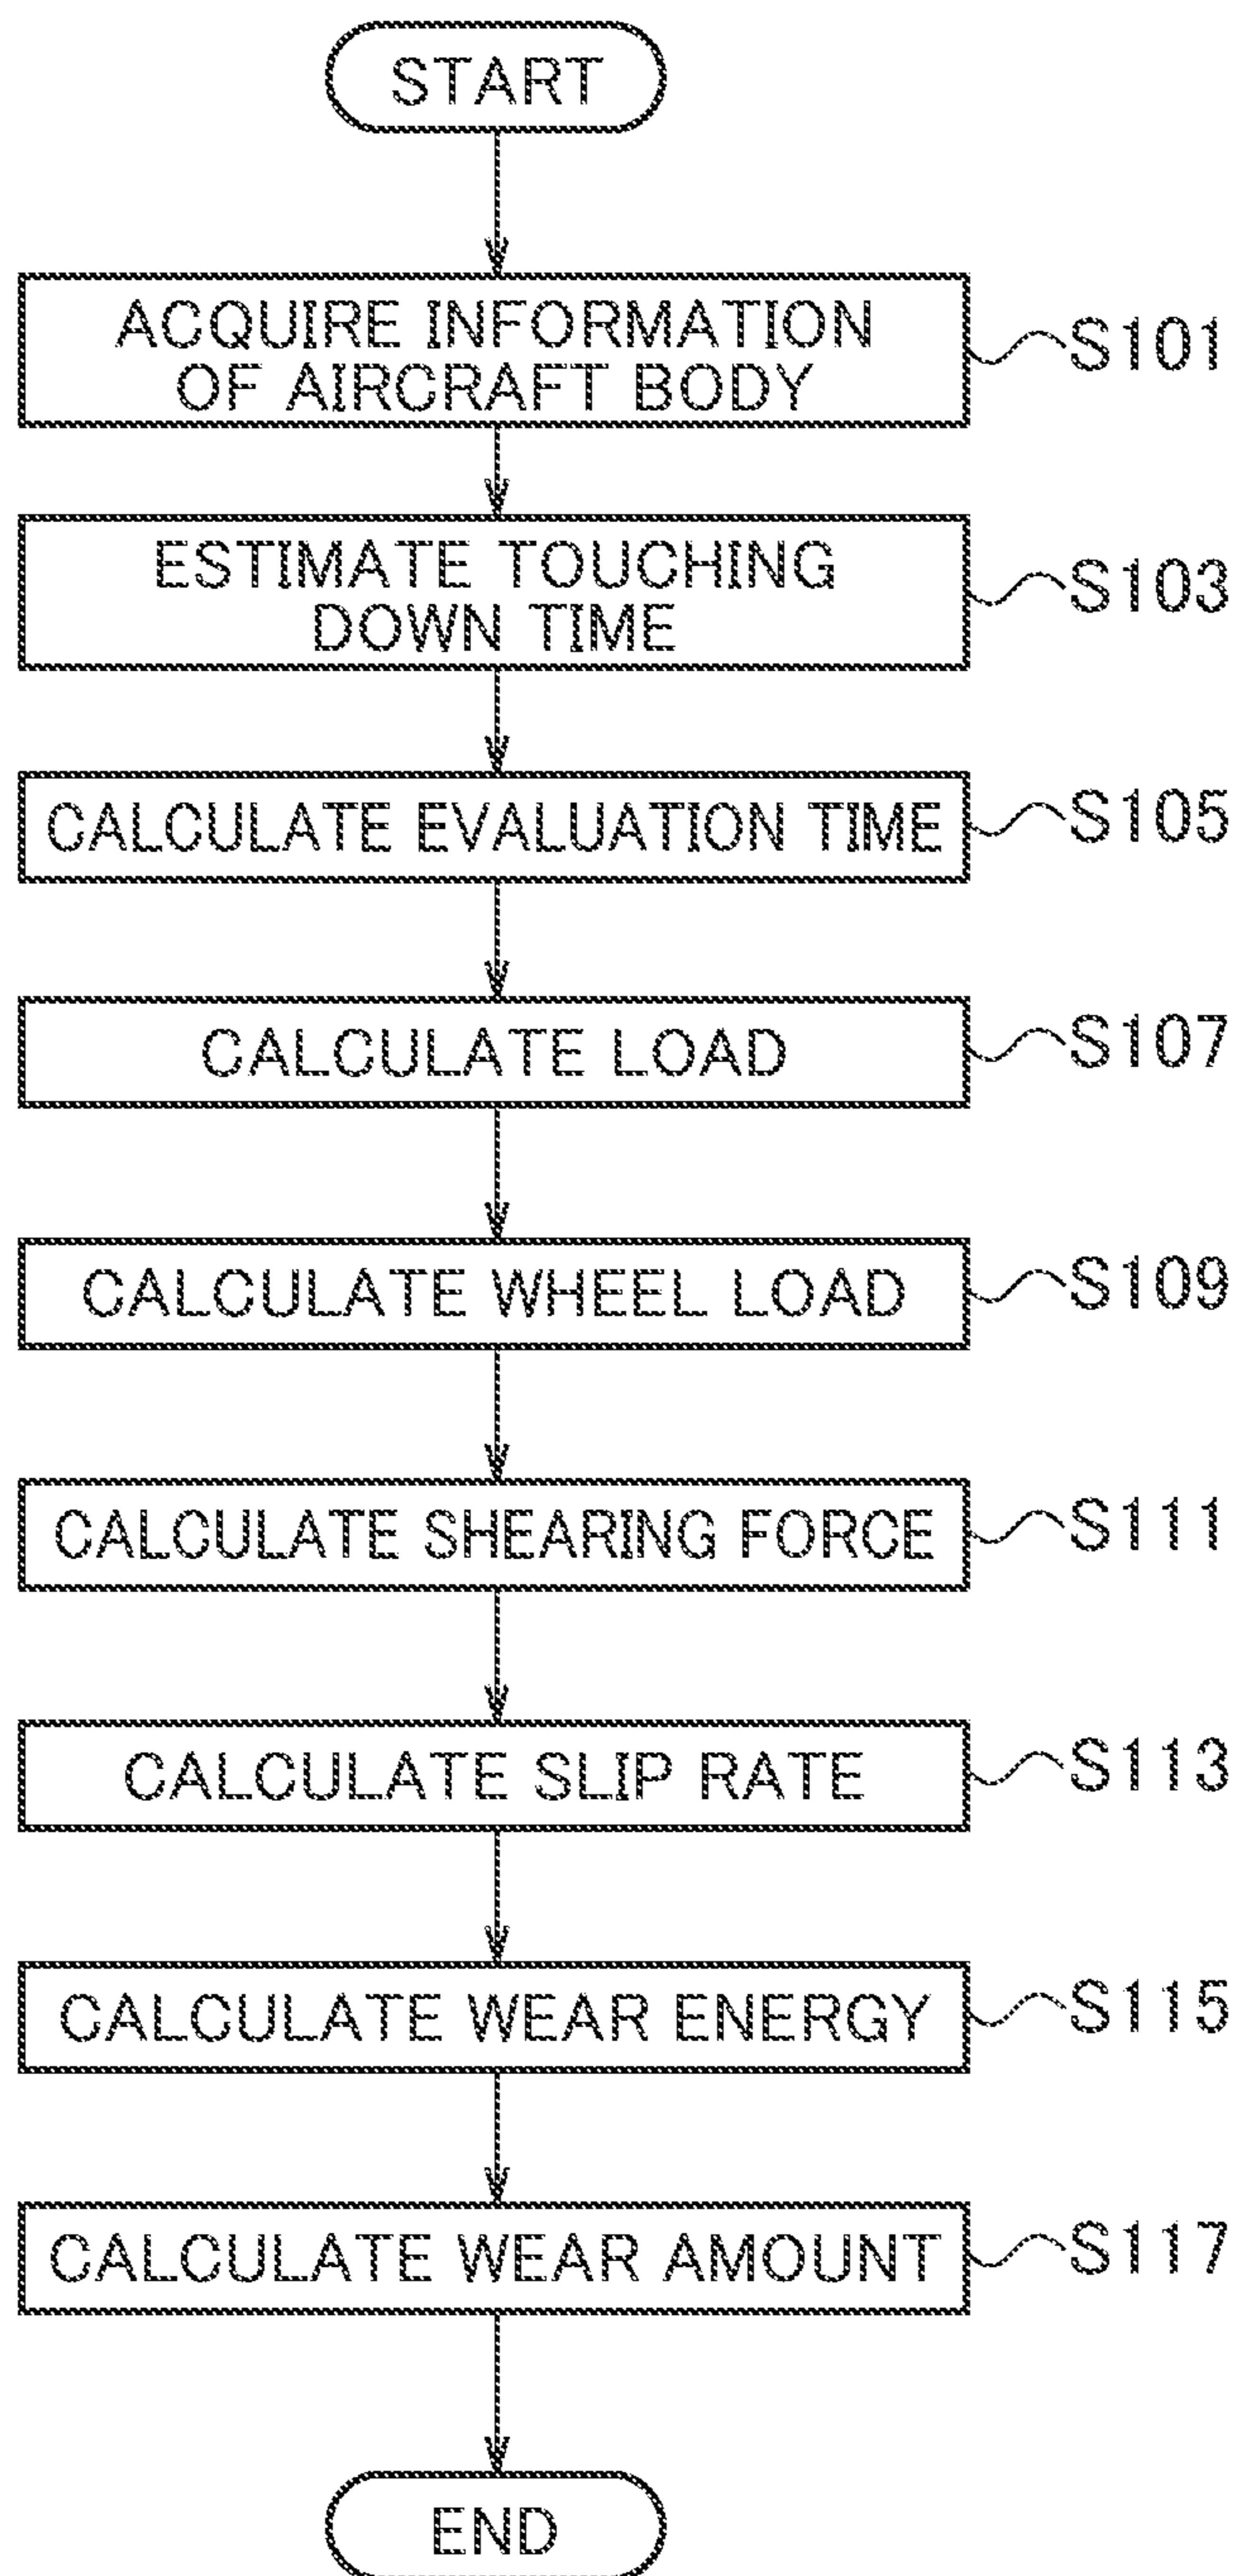 START
ACQUIRE INFORMATION
OF AIRCRAFT BODY
S101
ESTIMATE TOUCHING
DOWN TIME
S103
CALCULATE EVALUATION TIME
S105
CALCULATE LOAD
S107
CALCULATE WHEEL LOAD
S109
CALCULATE SHEARING FORCE
S111
CALCULATE SLIP RATE
S113
CALCULATE WEAR ENERGY
S115
CALCULATE WEAR AMOUNT
S117
END